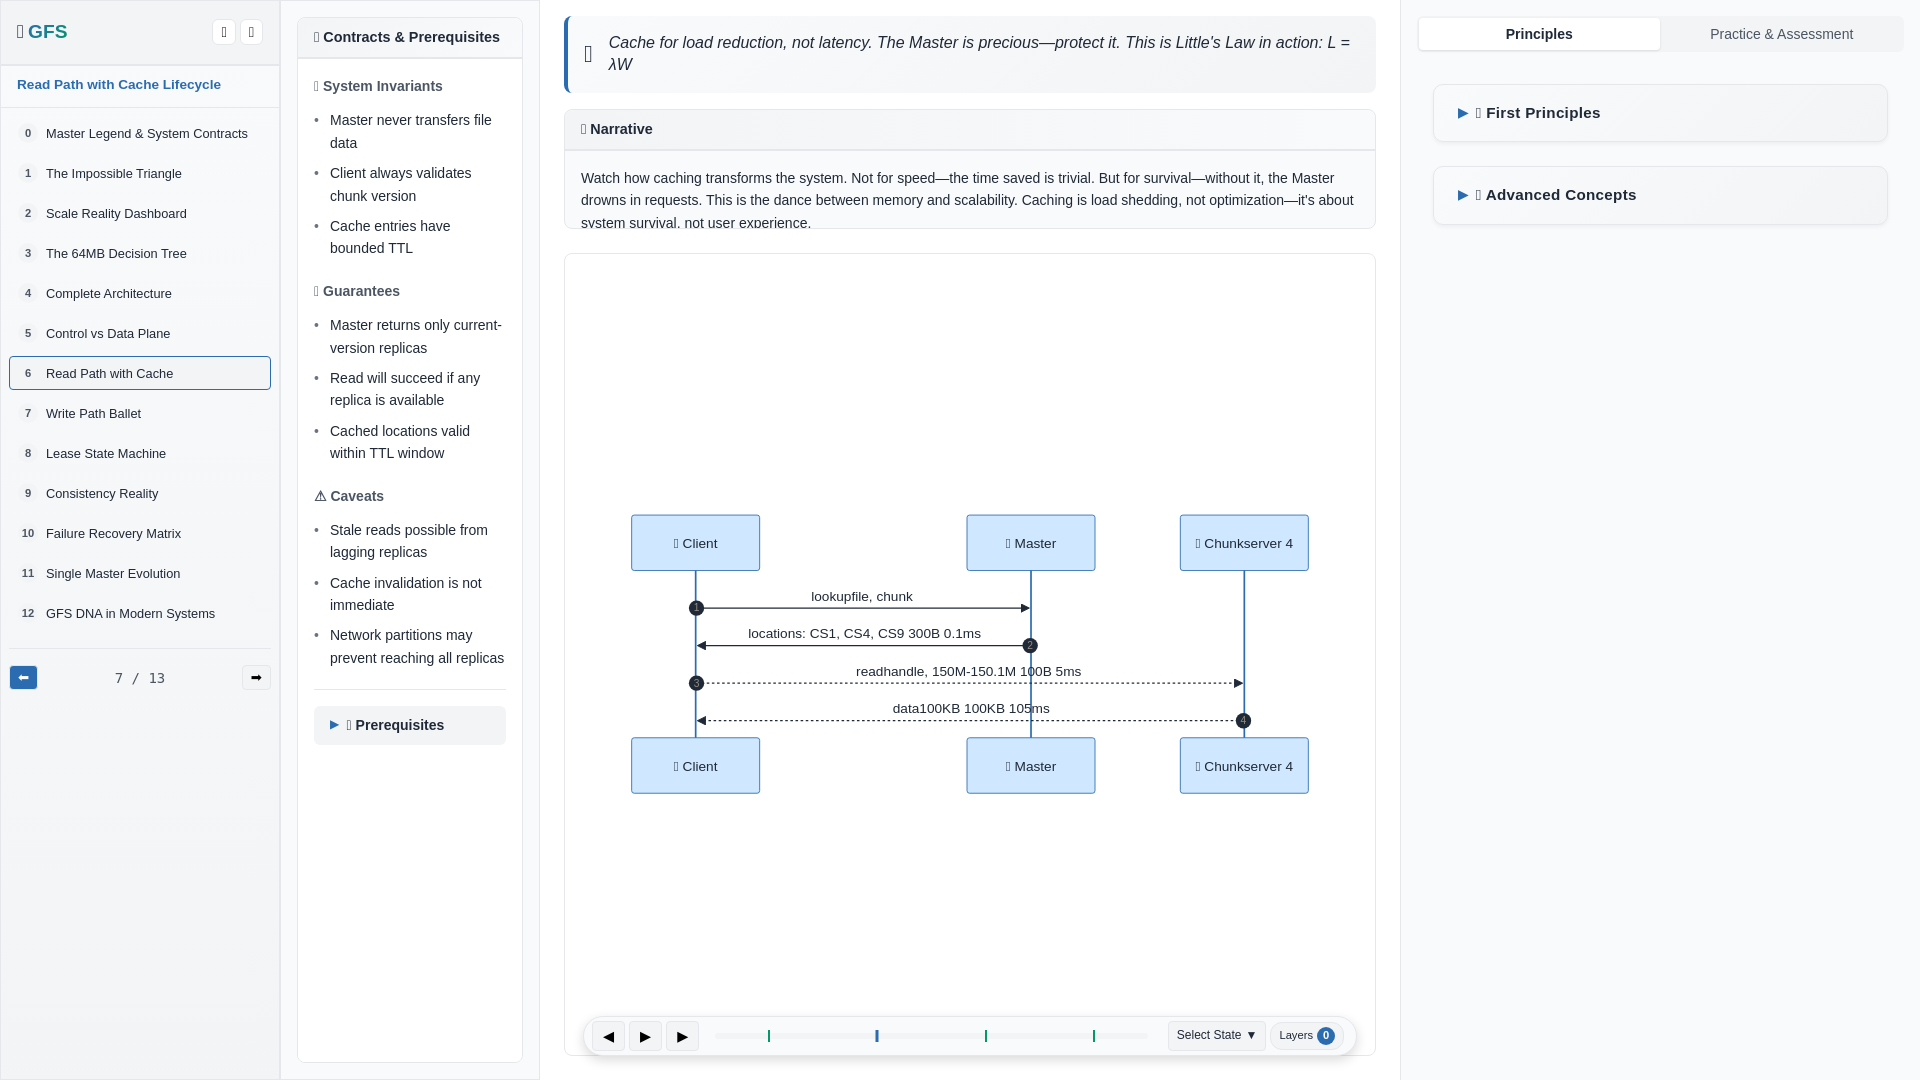 GFS
Read Path with Cache Lifecycle
0 Master Legend & System Contracts
1 The Impossible Triangle
2 Scale Reality Dashboard
3 The 64MB Decision Tree
4 Complete Architecture
5 Control vs Data Plane
6 Read Path with Cache
7 Write Path Ballet
8 Lease State Machine
9 Consistency Reality
10 Failure Recovery Matrix
11 Single Master Evolution
12 GFS DNA in Modern Systems
7 / 13
Contracts & Prerequisites
System Invariants
• Master never transfers file
data
• Client always validates
chunk version
• Cache entries have
bounded TTL
Guarantees
• Master returns only current-
version replicas
• Read will succeed if any
replica is available
• Cached locations valid
within TTL window
⚠ Caveats
• Stale reads possible from
lagging replicas
• Cache invalidation is not
immediate
• Network partitions may
prevent reaching all replicas
▶ Prerequisites
Cache for load reduction, not latency. The Master is precious—protect it. This is Little's Law in action: L =
λW
Narrative
Watch how caching transforms the system. Not for speed—the time saved is trivial. But for survival—without it, the Master
drowns in requests. This is the dance between memory and scalability. Caching is load shedding, not optimization—it's about
system survival, not user experience.
Client
Master
Chunkserver 4
lookupfile, chunk
1
locations: CS1, CS4, CS9 300B 0.1ms
2
readhandle, 150M-150.1M 100B 5ms
3
data100KB 100KB 105ms
4
Client
Master
Chunkserver 4
Select State ▼
Layers 0
Principles
Practice & Assessment
▶ First Principles
▶ Advanced Concepts